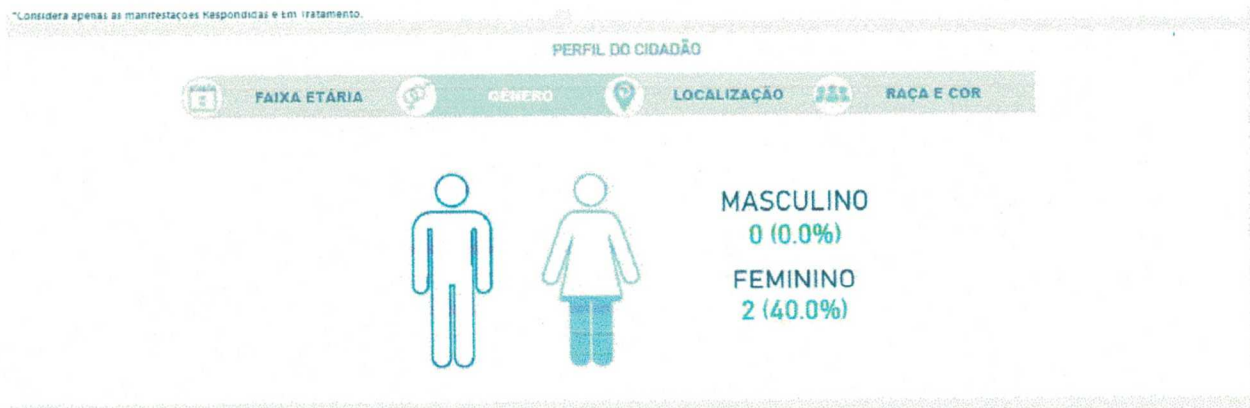 *Considera apenas as manifestações Respondidas e Em Tratamento.
PERFIL DO CIDADÃO
FAIXA ETÁRIA GÊNERO LOCALIZAÇÃO RAÇA E COR
MASCULINO
0 (0.0%)
FEMININO
2 (40.0%)